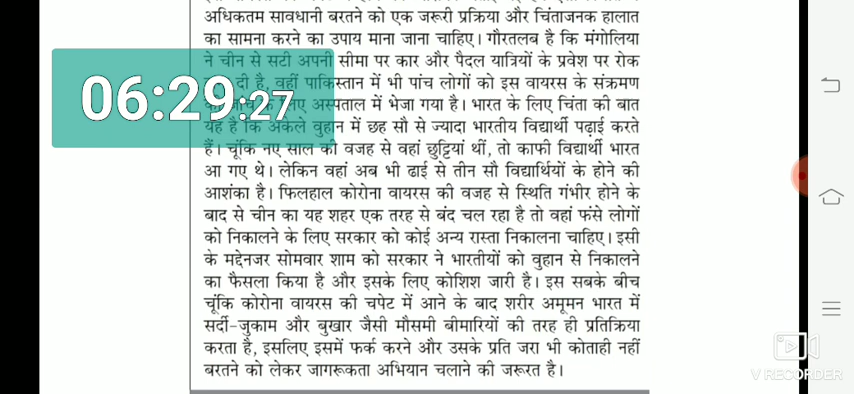 अधिकतम सावधानी बरतने को एक जरूरी प्रक्रिया और चिंताजनक हालात
का सामना करने का उपाय माना जाना चाहिए। गौरतलब है कि मंगोलिया
ने चीन से सटी अपनी सीमा पर कार और पैदल यात्रियों के प्रवेश पर रोक
दी है, वहीं पाकिस्तान में भी पांच लोगों को इस वायरस के संक्रमण
अस्पताल में भेजा गया है। भारत के लिए चिंता की बात
यह है कि अकेले वुहान में छह सौ से ज्यादा भारतीय विद्यार्थी पढ़ाई करते
हैं। चूंकि नए साल की वजह से वहां छुट्टियां थीं, तो काफी विद्यार्थी भारत
आ गए थे। लेकिन वहां अब भी ढाई से तीन सौ विद्यार्थियों के होने की
आशंका है। फिलहाल कोरोना वायरस की वजह से स्थिति गंभीर होने के
बाद से चीन का यह शहर एक तरह से बंद चल रहा है तो वहां फंसे लोगों
को निकालने के लिए सरकार को कोई अन्य रास्ता निकालना चाहिए। इसी
के मद्देनजर सोमवार शाम को सरकार ने भारतीयों को वुहान से निकालने
का फैसला किया है और इसके लिए कोशिश जारी है। इस सबके बीच
चूंकि कोरोना वायरस की चपेट में आने के बाद शरीर अमूमन भारत में
सर्दी-जुकाम और बुखार जैसी मौसमी बीमारियों की तरह ही प्रतिक्रिया
करता है, इसलिए इसमें फर्क करने और उसके प्रति जरा भी कोताही नहीं
बरतने को लेकर जागरूकता अभियान चलाने की जरूरत है।
06:29:27
V RECORDER